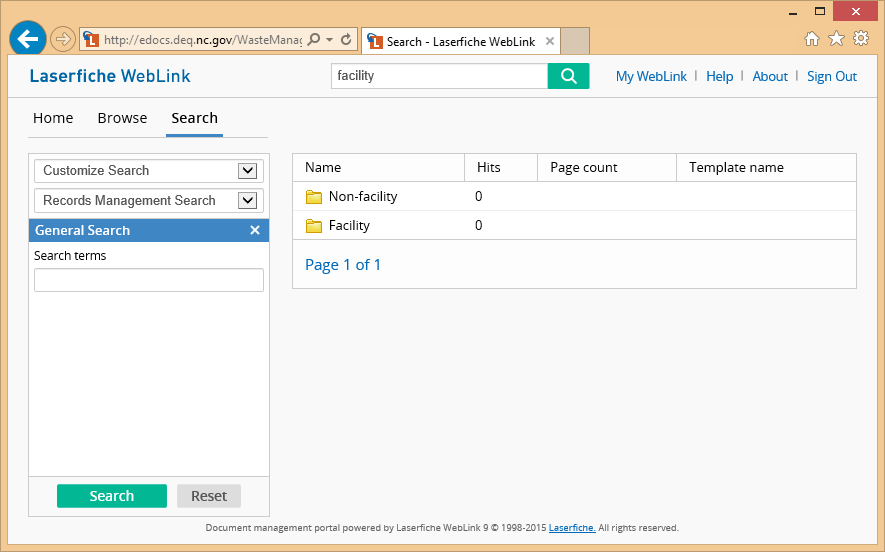 http://edocs.deq.nc.gov/WasteManag
Search - Laserfiche WebLink
Laserfiche WebLink
facility
My WebLink | Help | About | Sign Out
Home Browse Search
Customize Search
Records Management Search
General Search
Search terms
Search Reset
Name Hits Page count Template name
Non-facility 0
Facility 0
Page 1 of 1
Document management portal powered by Laserfiche WebLink 9 © 1998-2015 Laserfiche. All rights reserved.